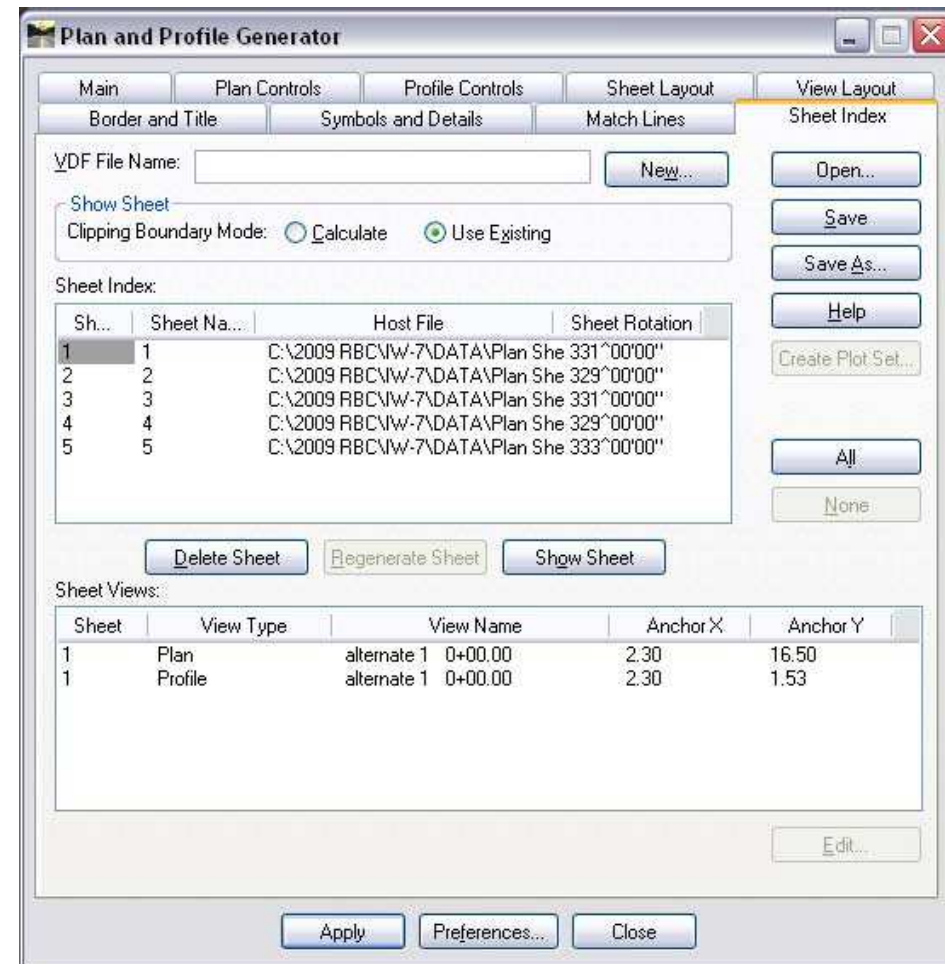 Plan and Profile Generator
Main Plan Controls Profile Controls Sheet Layout View Layout
Border and Title Symbols and Details Match Lines Sheet Index
VDF File Name: New... Open...
Show Sheet
Clipping Boundary Mode: Calculate Use Existing
Save
Save As...
Help
Create Plot Set...
All
None
Sheet Index:
Sh... Sheet Na... Host File Sheet Rotation
1 1 C:\2009 RBC\IW-7\DATA\Plan She 331^00'00"
2 2 C:\2009 RBC\IW-7\DATA\Plan She 329^00'00"
3 3 C:\2009 RBC\IW-7\DATA\Plan She 331^00'00"
4 4 C:\2009 RBC\IW-7\DATA\Plan She 329^00'00"
5 5 C:\2009 RBC\IW-7\DATA\Plan She 333^00'00"
Delete Sheet Regenerate Sheet Show Sheet
Sheet Views:
Sheet View Type View Name Anchor X Anchor Y
1 Plan alternate 1 0+00.00 2.30 16.50
1 Profile alternate 1 0+00.00 2.30 1.53
Edit...
Apply Preferences... Close